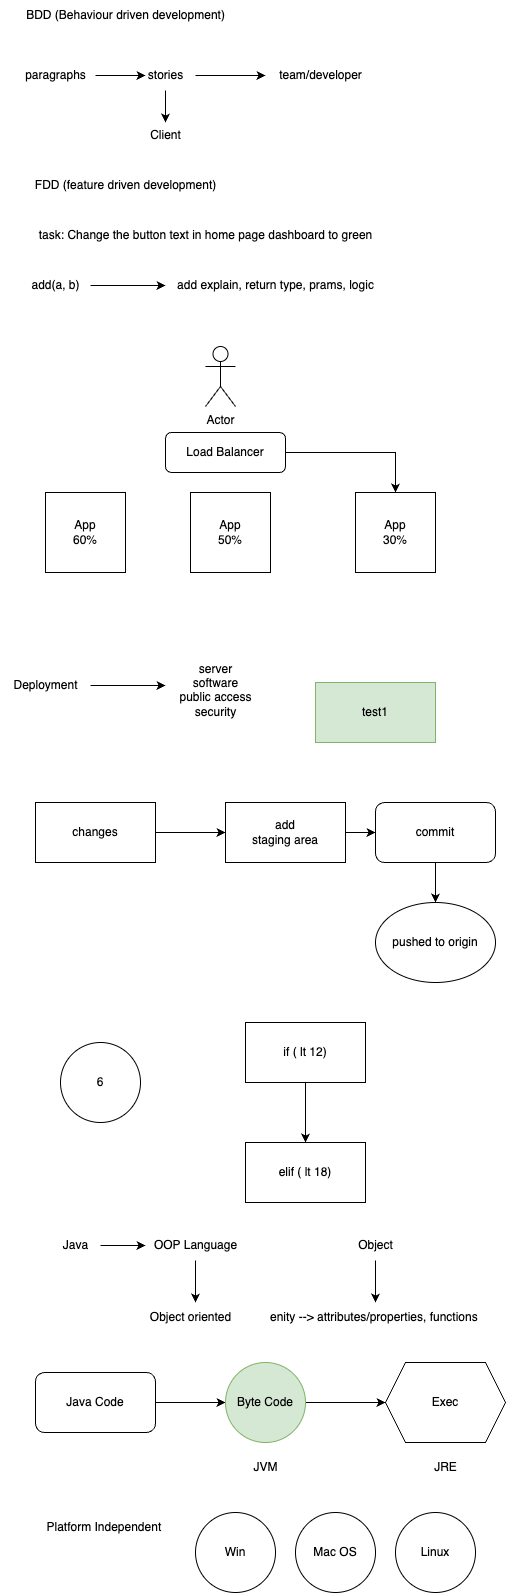 BDD (Behaviour driven development)
paragraphs stories team/developer
Client
FDD (feature driven development)
task: Change the button text in home page dashboard to green
add(a, b) add explain, return type, prams, logic
Actor
Load Balancer
App
60%
App
50%
App
30%
Deployment
server
software
public access
security
test1
changes
add
staging area
commit
pushed to origin
6
if ( lt 12)
elif ( lt 18)
Java OOP Language
Object
Object oriented
enity --> attributes/properties, functions
Java Code
Byte Code
Exec
JVM
JRE
Platform Independent
Win
Mac OS
Linux